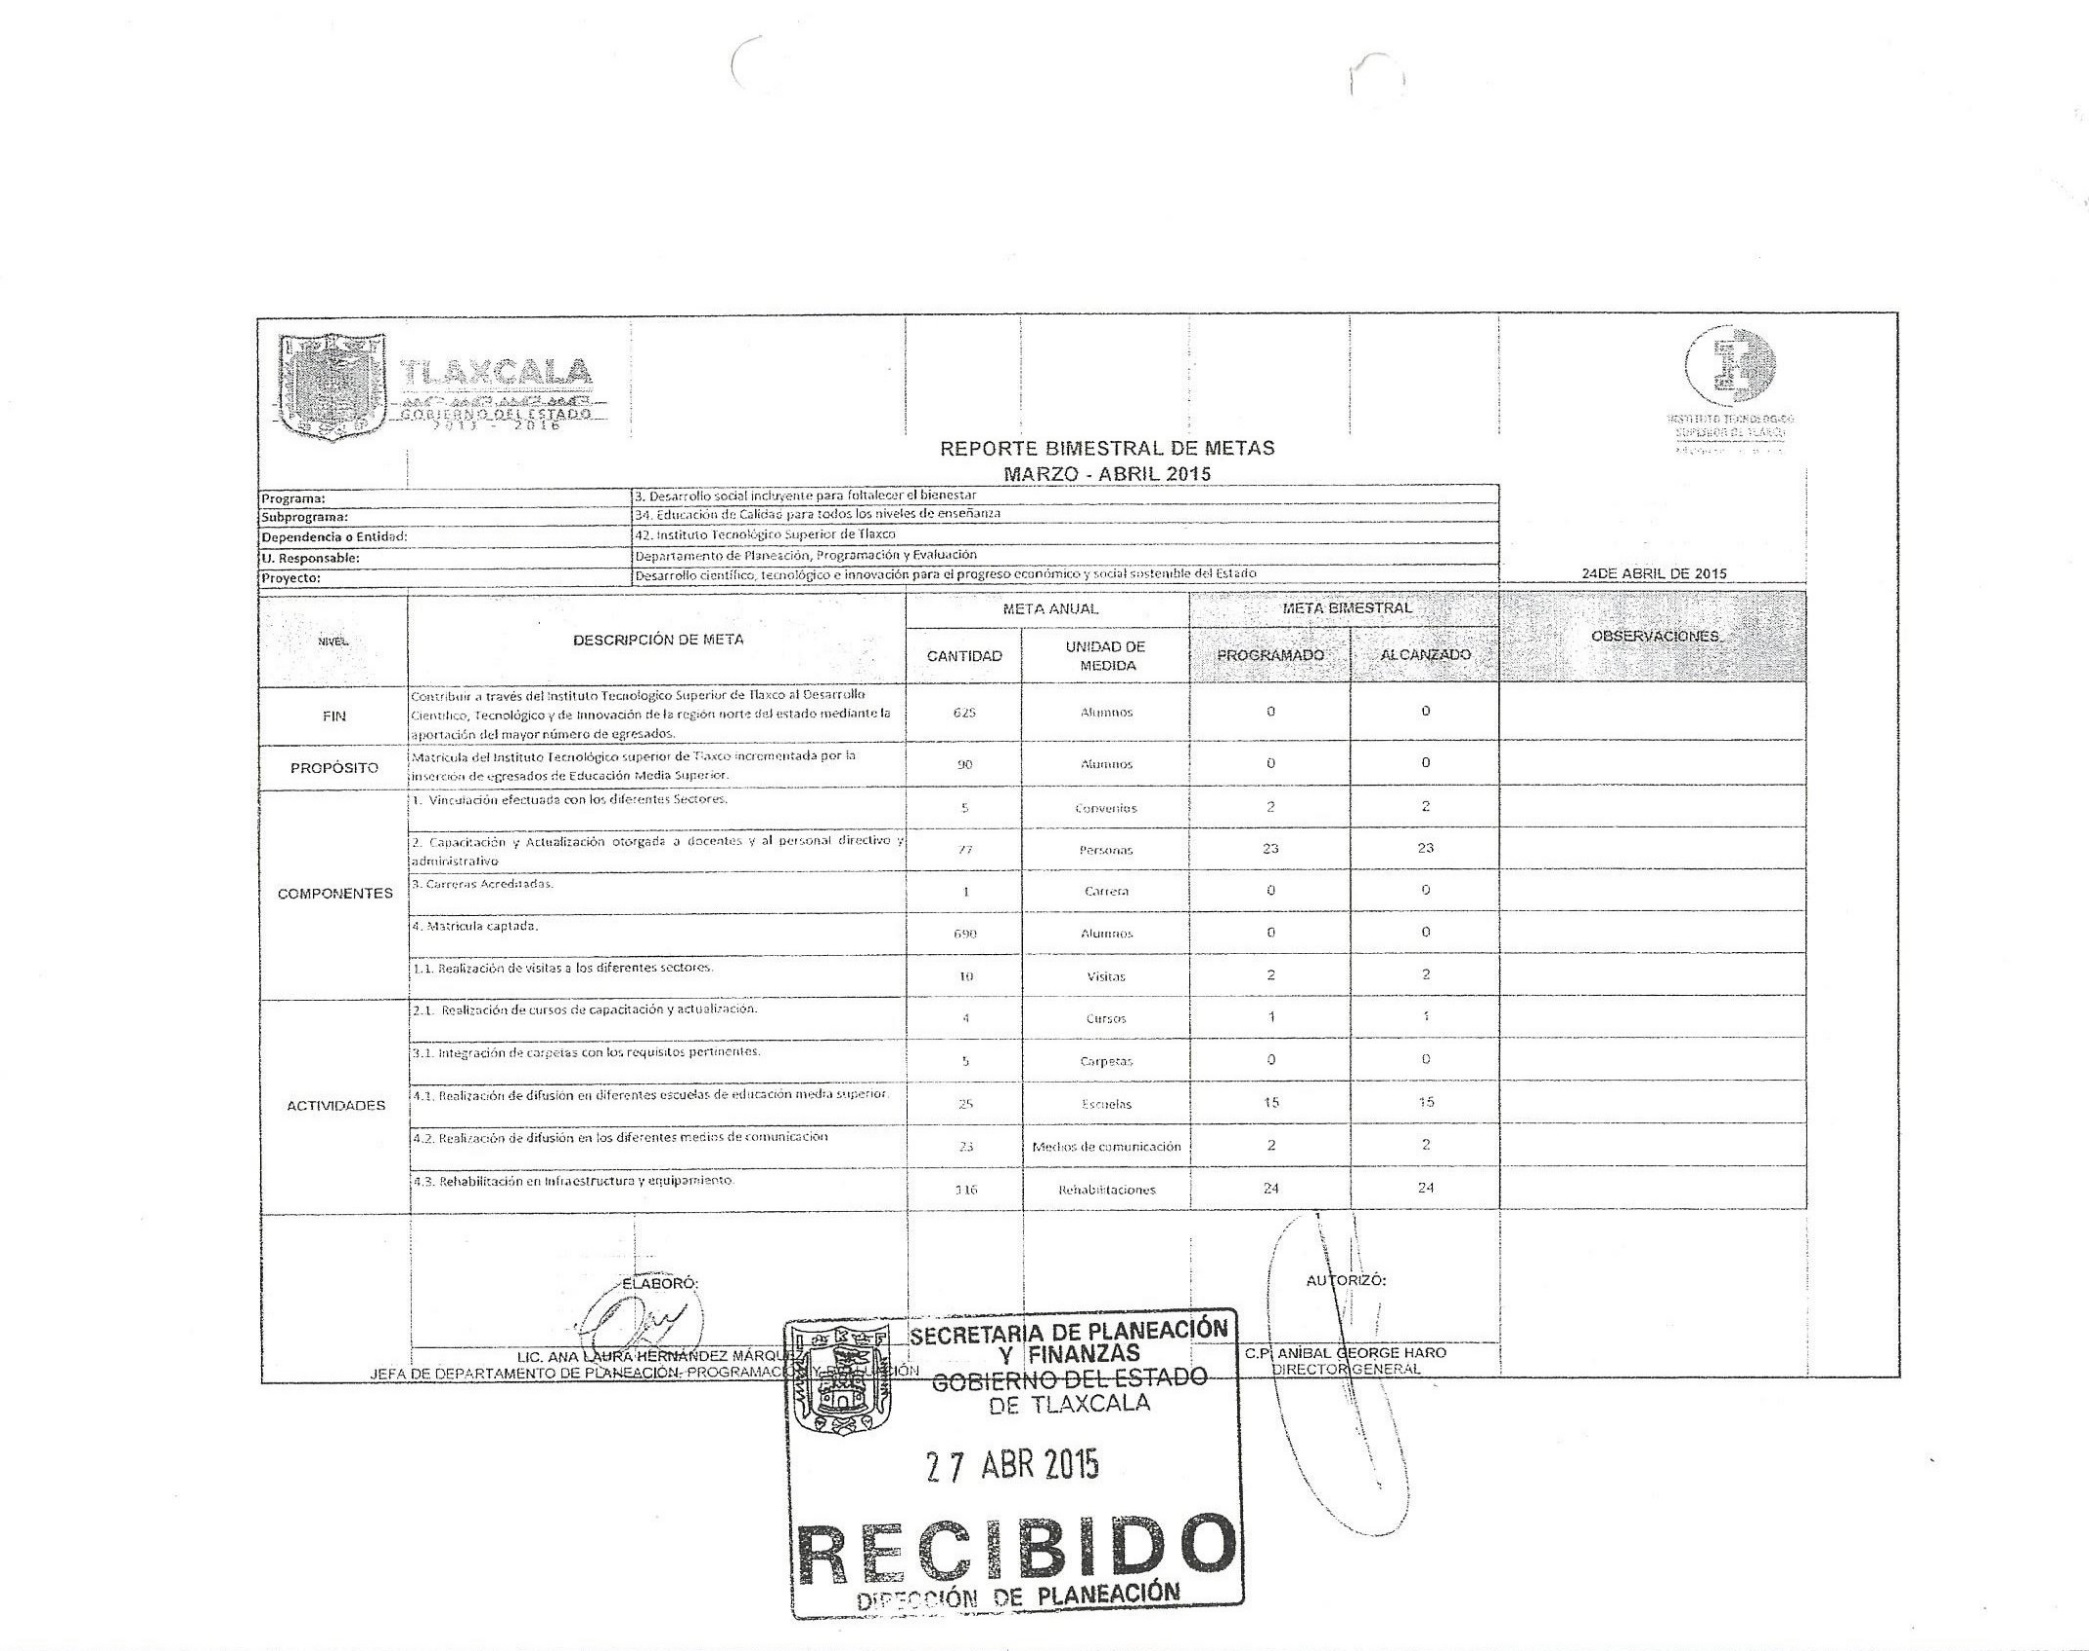 TLAXCALA
GOBIERNO DEL ESTADO
2011 - 2016
INSTITUTO TECNOLOGICO
SUPERIOR DE TLAXCO
REPORTE BIMESTRAL DE METAS
MARZO - ABRIL 2015
Programa: 3. Desarrollo social incluyente para foltalecer el bienestar
Subprograma: 34. Educación de Calidad para todos los niveles de enseñanza
Dependencia o Entidad: 42. Instituto Tecnológico Superior de Tlaxco
U. Responsable: Departamento de Planeación, Programación y Evaluación
Proyecto: Desarrollo científico, tecnológico e innovación para el progreso económico y social sostenible del Estado
24DE ABRIL DE 2015
NIVEL DESCRIPCIÓN DE META META ANUAL META BIMESTRAL OBSERVACIONES
CANTIDAD UNIDAD DE MEDIDA PROGRAMADO ALCANZADO
Contribuir a través del Instituto Tecnologico Superior de Tlaxco al Desarrollo
FIN Cientifico, Tecnológico y de Innovación de la región norte del estado mediante la 625 Alumnos 0 0
aportación del mayor número de egresados.
PROPÓSITO Matricula del Instituto Tecnológico superior de Tlaxco incrementada por la 90 Alumnos 0 0
inserción de egresados de Educación Media Superior.
COMPONENTES
1. Vinculación efectuada con los diferentes Sectores. 5 Convenios 2 2
2. Capacitación y Actualización otorgada a docentes y al personal directivo y 77 Personas 23 23
administrativo
3. Carreras Acreditadas. 1 Carrera 0 0
4. Matricula captada. 690 Alumnos 0 0
1.1. Realización de visitas a los diferentes sectores. 10 Visitas 2 2
ACTIVIDADES
2.1. Realización de cursos de capacitación y actualización. 4 Cursos 1 1
3.1. Integración de carpetas con los requisitos pertinentes. 5 Carpetas 0 0
4.1. Realización de difusión en diferentes escuelas de educación media superior. 25 Escuelas 15 15
4.2. Realización de difusión en los diferentes medios de comunicación 23 Medios de comunicación 2 2
4.3. Rehabilitación en Infraestructura y equipamiento. 116 Rehabilitaciones 24 24
ELABORÓ: AUTORIZÓ:
LIC. ANA LAURA HERNÁNDEZ MÁRQU C.P. ANÍBAL GEORGE HARO
JEFA DE DEPARTAMENTO DE PLANEACIÓN, PROGRAMACIÓN Y EVALUACIÓN DIRECTOR GENERAL
SECRETARIA DE PLANEACIÓN
Y FINANZAS
GOBIERNO DEL ESTADO
DE TLAXCALA
27 ABR 2015
RECIBIDO
DIRECCIÓN DE PLANEACIÓN